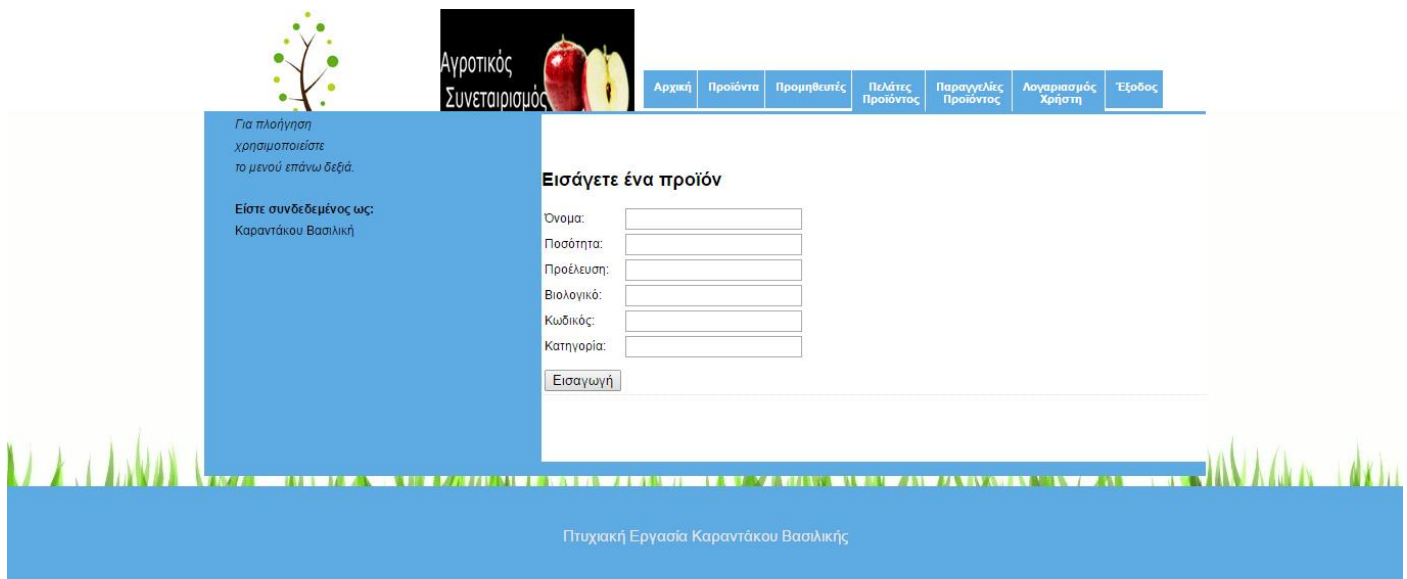 Αγροτικός
Συνεταιρισμός
Αρχική
Προϊόντα
Προμηθευτές
Πελάτες
Προϊόντος
Παραγγελίες
Προϊόντος
Λογαριασμός
Χρήστη
Έξοδος
Για πλοήγηση
χρησιμοποιείστε
το μενού επάνω δεξιά.
Είστε συνδεδεμένος ως:
Καραντάκου Βασιλική
Εισάγετε ένα προϊόν
Όνομα:
Ποσότητα:
Προέλευση:
Βιολογικό:
Κωδικός:
Κατηγορία:
Εισαγωγή
Πτυχιακή Εργασία Καραντάκου Βασιλικής